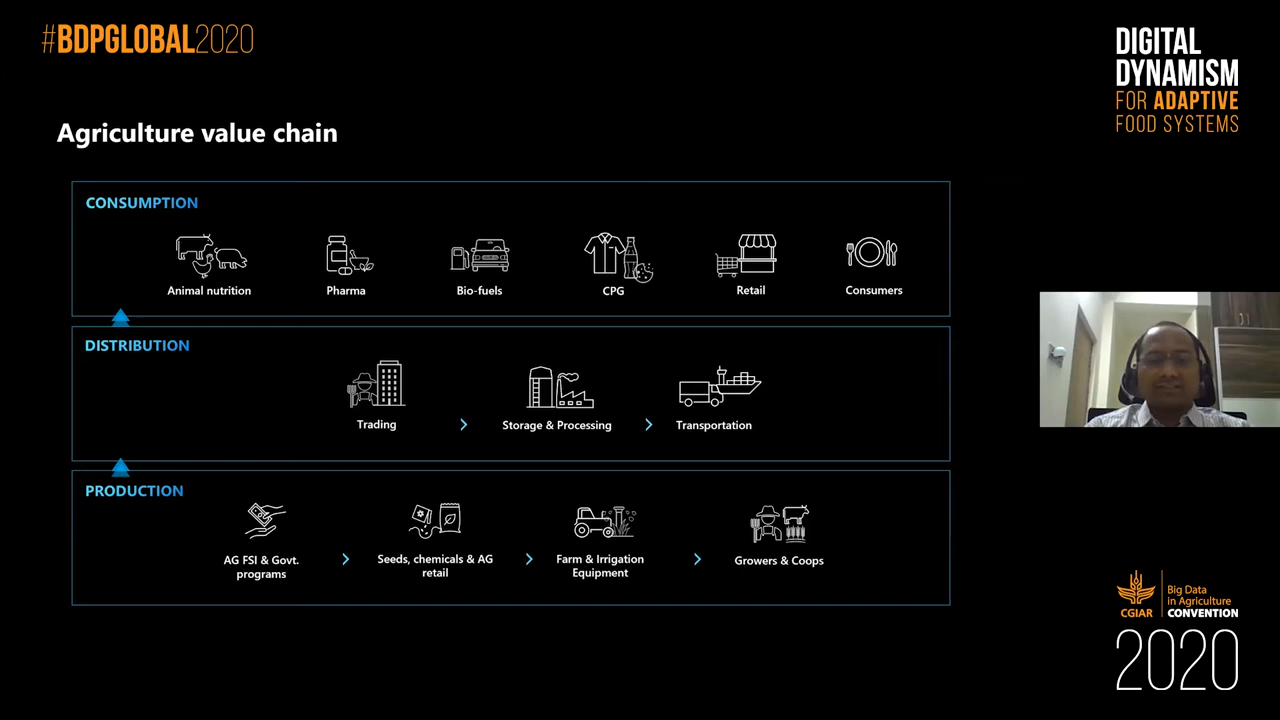 #BDPGLOBAL2020
DIGITAL
DYNAMISM
FOR ADAPTIVE
FOOD SYSTEMS
Agriculture value chain
CONSUMPTION
Animal nutrition
Pharma
Bio-fuels
CPG
Retail
Consumers
DISTRIBUTION
Trading
Storage & Processing
Transportation
PRODUCTION
AG FSI & Govt.
programs
Seeds, chemicals & AG
retail
Farm & Irrigation
Equipment
Growers & Coops
CGIAR
Big Data
in Agriculture
CONVENTION
2020